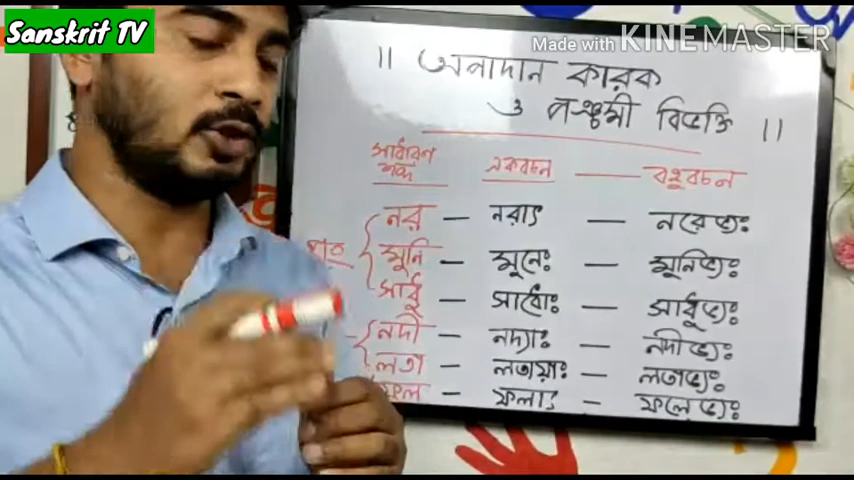 Sanskrit TV
Made with KINEMASTER
॥ অপাদান কারক
ও পঞ্চমী বিভক্তি ॥
সাধারণ শব্দ একবচন — বহুবচন
নর — নরাৎ — নরেভ্যঃ
মুনি — মুনেঃ — মুনিভ্যঃ
সাধু — সাধোঃ — সাধুভ্যঃ
নদী — নদ্যাঃ — নদীভ্যঃ
লতা — লতায়াঃ — লতাভ্যঃ
ফল — ফলাৎ — ফলেভ্যঃ